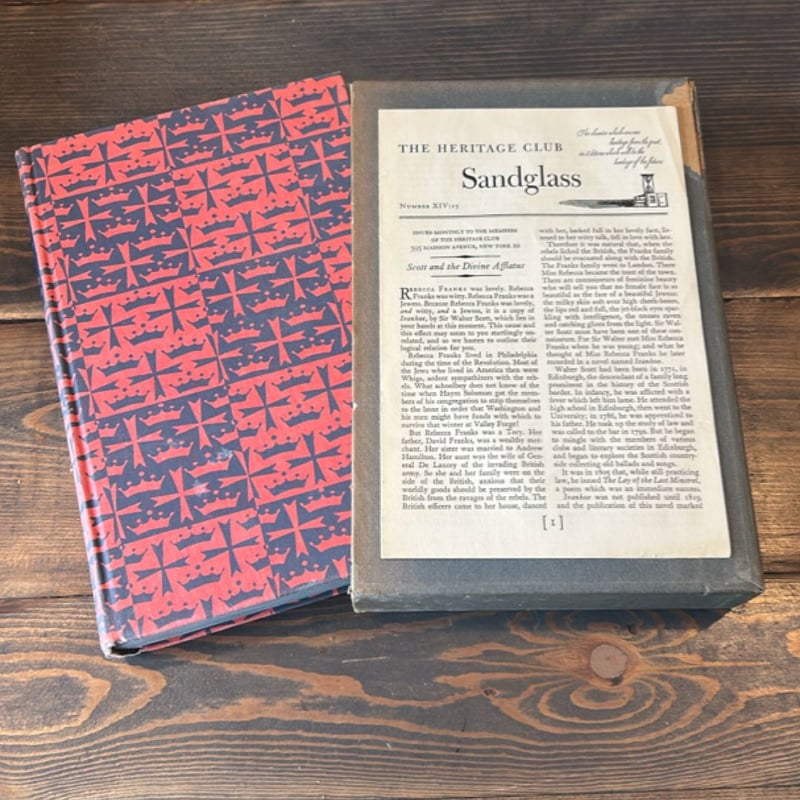 THE HERITAGE CLUB
The classics which are our
heritage from the past,
in editions which will be the
heritage of the future
Sandglass
NUMBER XIV:25
ISSUED MONTHLY TO THE MEMBERS
OF THE HERITAGE CLUB
595 MADISON AVENUE, NEW YORK 22
Scott and the Divine Afflatus
REBECCA FRANKS was lovely. Rebecca
Franks was witty. Rebecca Franks was a
Jewess. Because Rebecca Franks was lovely,
and witty, and a Jewess, it is a copy of
Ivanhoe, by Sir Walter Scott, which lies in
your hands at this moment. This cause and
this effect may seem to you startlingly un-
related, and so we hasten to outline their
logical relation for you.
Rebecca Franks lived in Philadelphia
during the time of the Revolution. Most of
the Jews who lived in America then were
Whigs, ardent sympathizers with the reb-
els. What schoolboy does not know of the
time when Hayms Solomon got the mem-
bers of his congregation to strip themselves
to the bone in order that Washington and
his men might have funds with which to
survive that winter at Valley Forge!
But Rebecca Franks was a Tory. Her
father, David Franks, was a wealthy mer-
chant. Her sister was married to Andrew
Hamilton. Her aunt was the wife of Gen-
eral De Lancey of the invading British
army. So she and her family were on the
side of the British, anxious that their
worldly goods should be preserved by the
British from the ravages of the rebels. The
British officers came to her house, danced
with her, looked full in her lovely face, lis-
tened to her witty talk, fell in love with her.
Therefore it was natural that, when the
rebels licked the British, the Franks family
should be evacuated along with the British.
The Franks family went to London. There
Miss Rebecca became the toast of the town.
There are connoisseurs of feminine beauty
who will tell you that no female face is so
beautiful as the face of a beautiful Jewess:
the milky skin soft over high cheek-bones,
the lips red and full, the jet-black eyes spar-
kling with intelligence, the tresses raven
and catching gloss from the light. Sir Wal-
ter Scott must have been one of these con-
noisseurs. For Sir Walter met Miss Rebecca
Franks when he was young; and what he
thought of Miss Rebecca Franks he later
recorded in a novel named Ivanhoe.
Walter Scott had been born in 1771, in
Edinburgh, the descendant of a family long
prominent in the history of the Scottish
border. In infancy, he was afflicted with a
fever which left him lame. He attended the
high school in Edinburgh, then went to the
University; in 1786, he was apprenticed to
his father. He took up the study of law and
was called to the bar in 1792. But he began
to mingle with the members of various
clubs and literary societies in Edinburgh,
and began to explore the Scottish country-
side collecting old ballads and songs.
It was in 1805 that, while still practicing
law, he issued The Lay of the Last Minstrel,
a poem which was an immediate success.
Ivanhoe was not published until 1819,
and the publication of this novel marked
[ 1 ]